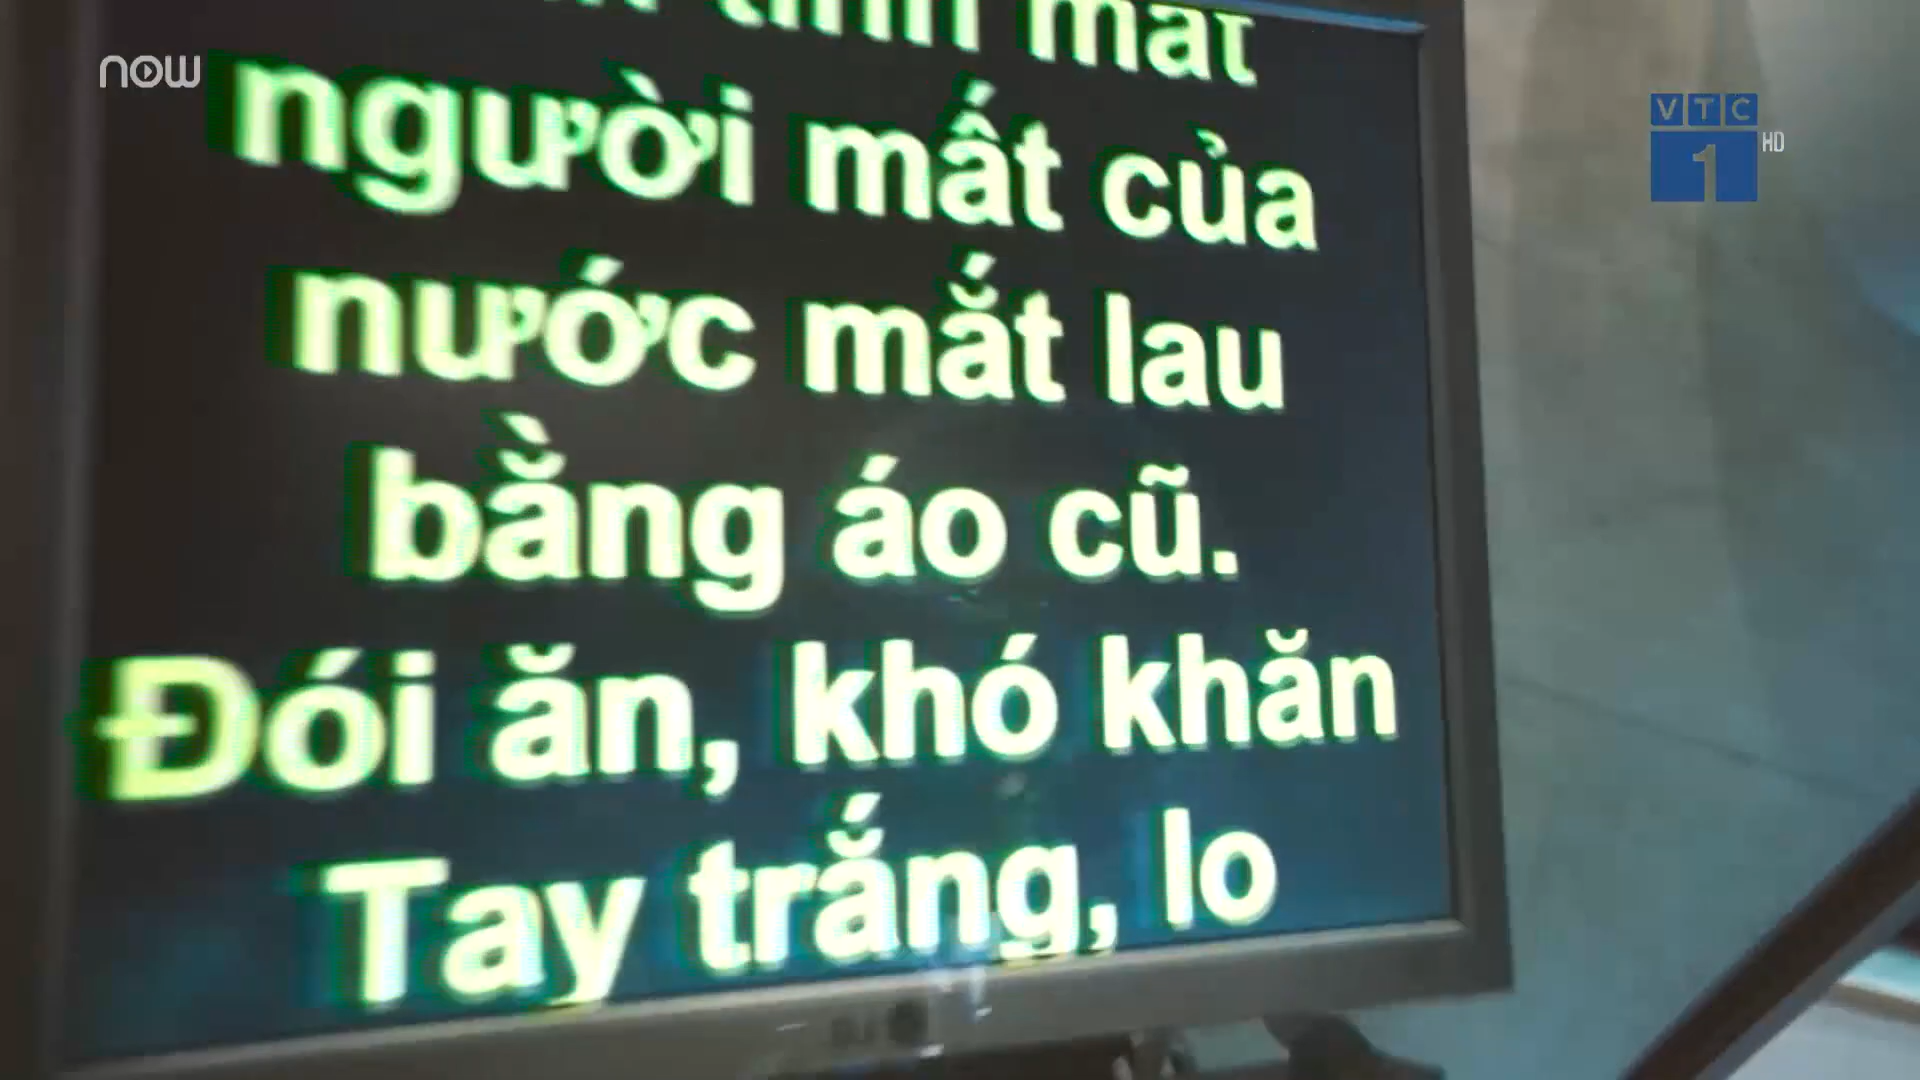 now
VTC
1
HD
mất
người mất của
nước mắt lau
bằng áo cũ.
Đói ăn, khó khăn
Tay trắng, lo